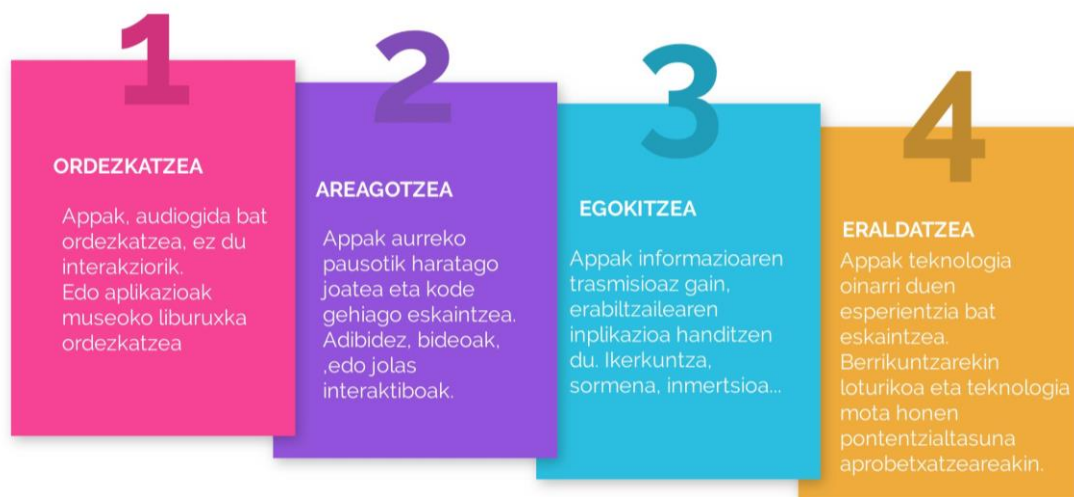 1
ORDEZKATZEA
Appak, audiogida bat
ordezkatzea, ez du
interakziorik.
Edo aplikazioak
museoko liburuxka
ordezkatzea
2
AREAGOTZEA
Appak aurreko
pausotik haratago
joatea eta kode
gehiago eskaintzea.
Adibidez, bideoak,
,edo jolas
interaktiboak.
3
EGOKITZEA
Appak informazioaren
trasmisioaz gain,
erabiltzailearen
inplikazioa handitzen
du. Ikerkuntza,
sormena, inmertsioa...
4
ERALDATZEA
Appak teknologia
oinarri duen
esperientzia bat
eskaintzea.
Berrikuntzarekin
loturikoa eta teknologia
mota honen
pontentzialtasuna
aprobetxatzeareakin.